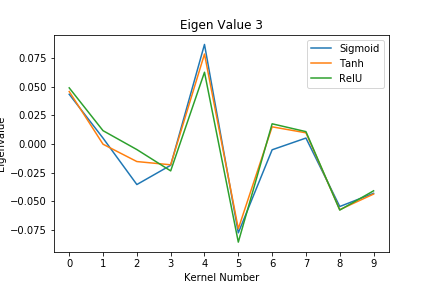 Eigen Value 3
Sigmoid
Tanh
RelU
0.075
0.050
0.025
0.000
−0.025
−0.050
−0.075
Eigenvalue
0 1 2 3 4 5 6 7 8 9
Kernel Number